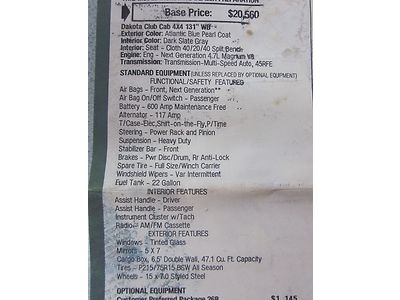 Base Price: $20,560
Dakota Club Cab 4X4 131" WB
Exterior Color: Atlantic Blue Pearl Coat
Interior Color: Dark Slate Gray
Interior: Seat - Cloth 40/20/40 Split Bench
Engine: Eng - Next Generation 4.7L Magnum V8
Transmission: Transmission-Multi-Speed Auto, 45RFE
STANDARD EQUIPMENT (UNLESS REPLACED BY OPTIONAL EQUIPMENT)
FUNCTIONAL/SAFETY FEATURES
Air Bags - Front, Next Generation**
Air Bag On/Off Switch - Passenger
Battery - 600 Amp Maintenance Free
Alternator - 117 Amp
T/Case-Elec,Shift-on-the-Fly,P/Time
Steering - Power Rack and Pinion
Suspension - Heavy Duty
Stabilizer Bar - Front
Brakes - Pwr Disc/Drum, Rr Anti-Lock
Spare Tire - Full Size/Winch Carrier
Windshield Wipers - Var Intermittent
Fuel Tank - 22 Gallon
INTERIOR FEATURES
Assist Handle - Driver
Assist Handle - Passenger
Instrument Cluster w/Tach
Radio - AM/FM Cassette
EXTERIOR FEATURES
Windows - Tinted Glass
Mirrors - 5 X 7
Cargo Box, 6.5' Double Wall, 47.1 Cu. Ft. Capacity
Tires - P215/75R15 BSW All Season
Wheels - 15 x 7.0 Styled Steel
OPTIONAL EQUIPMENT
Customer Preferred Package 26B $1,145